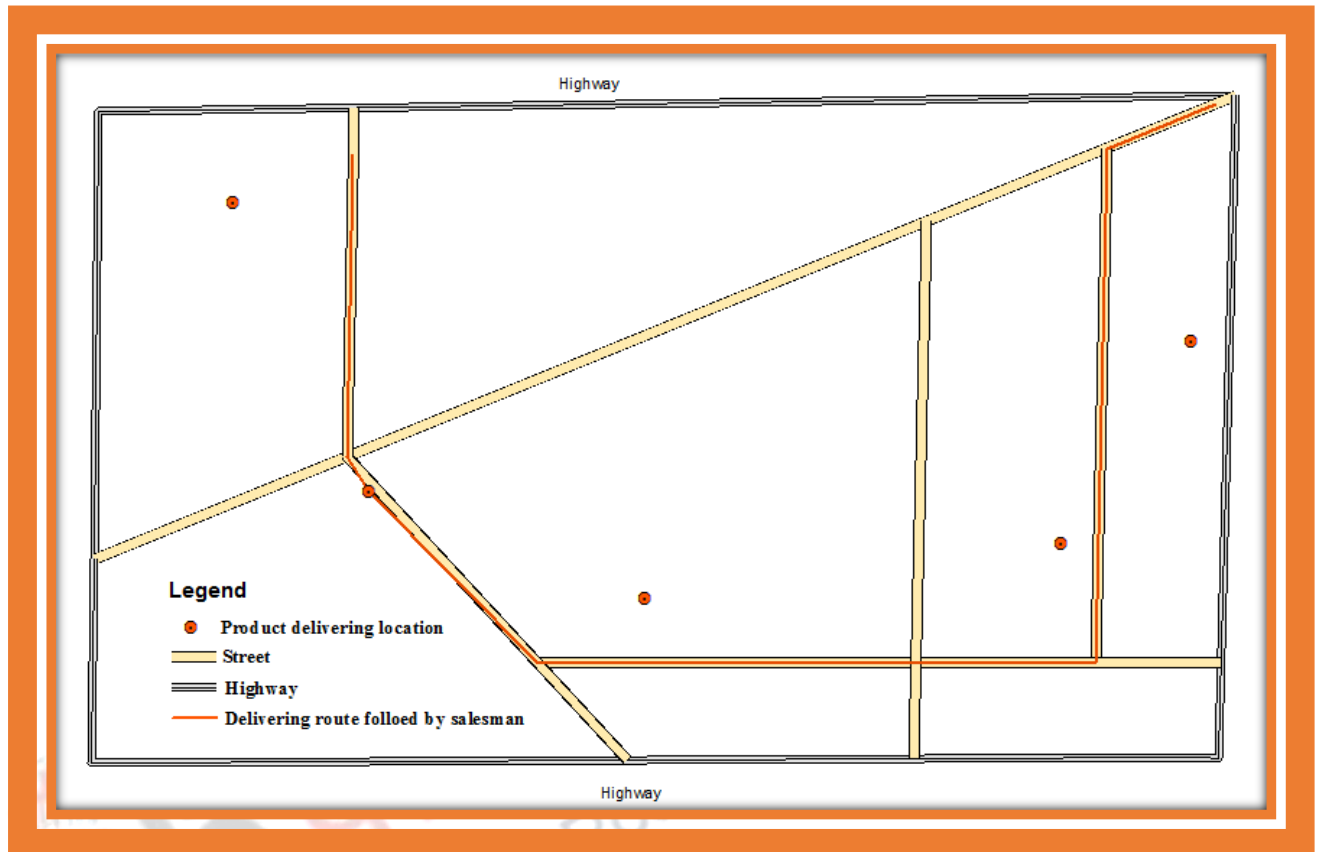 Highway
Legend
Product delivering location
Street
Highway
Delivering route folloed by salesman
Highway